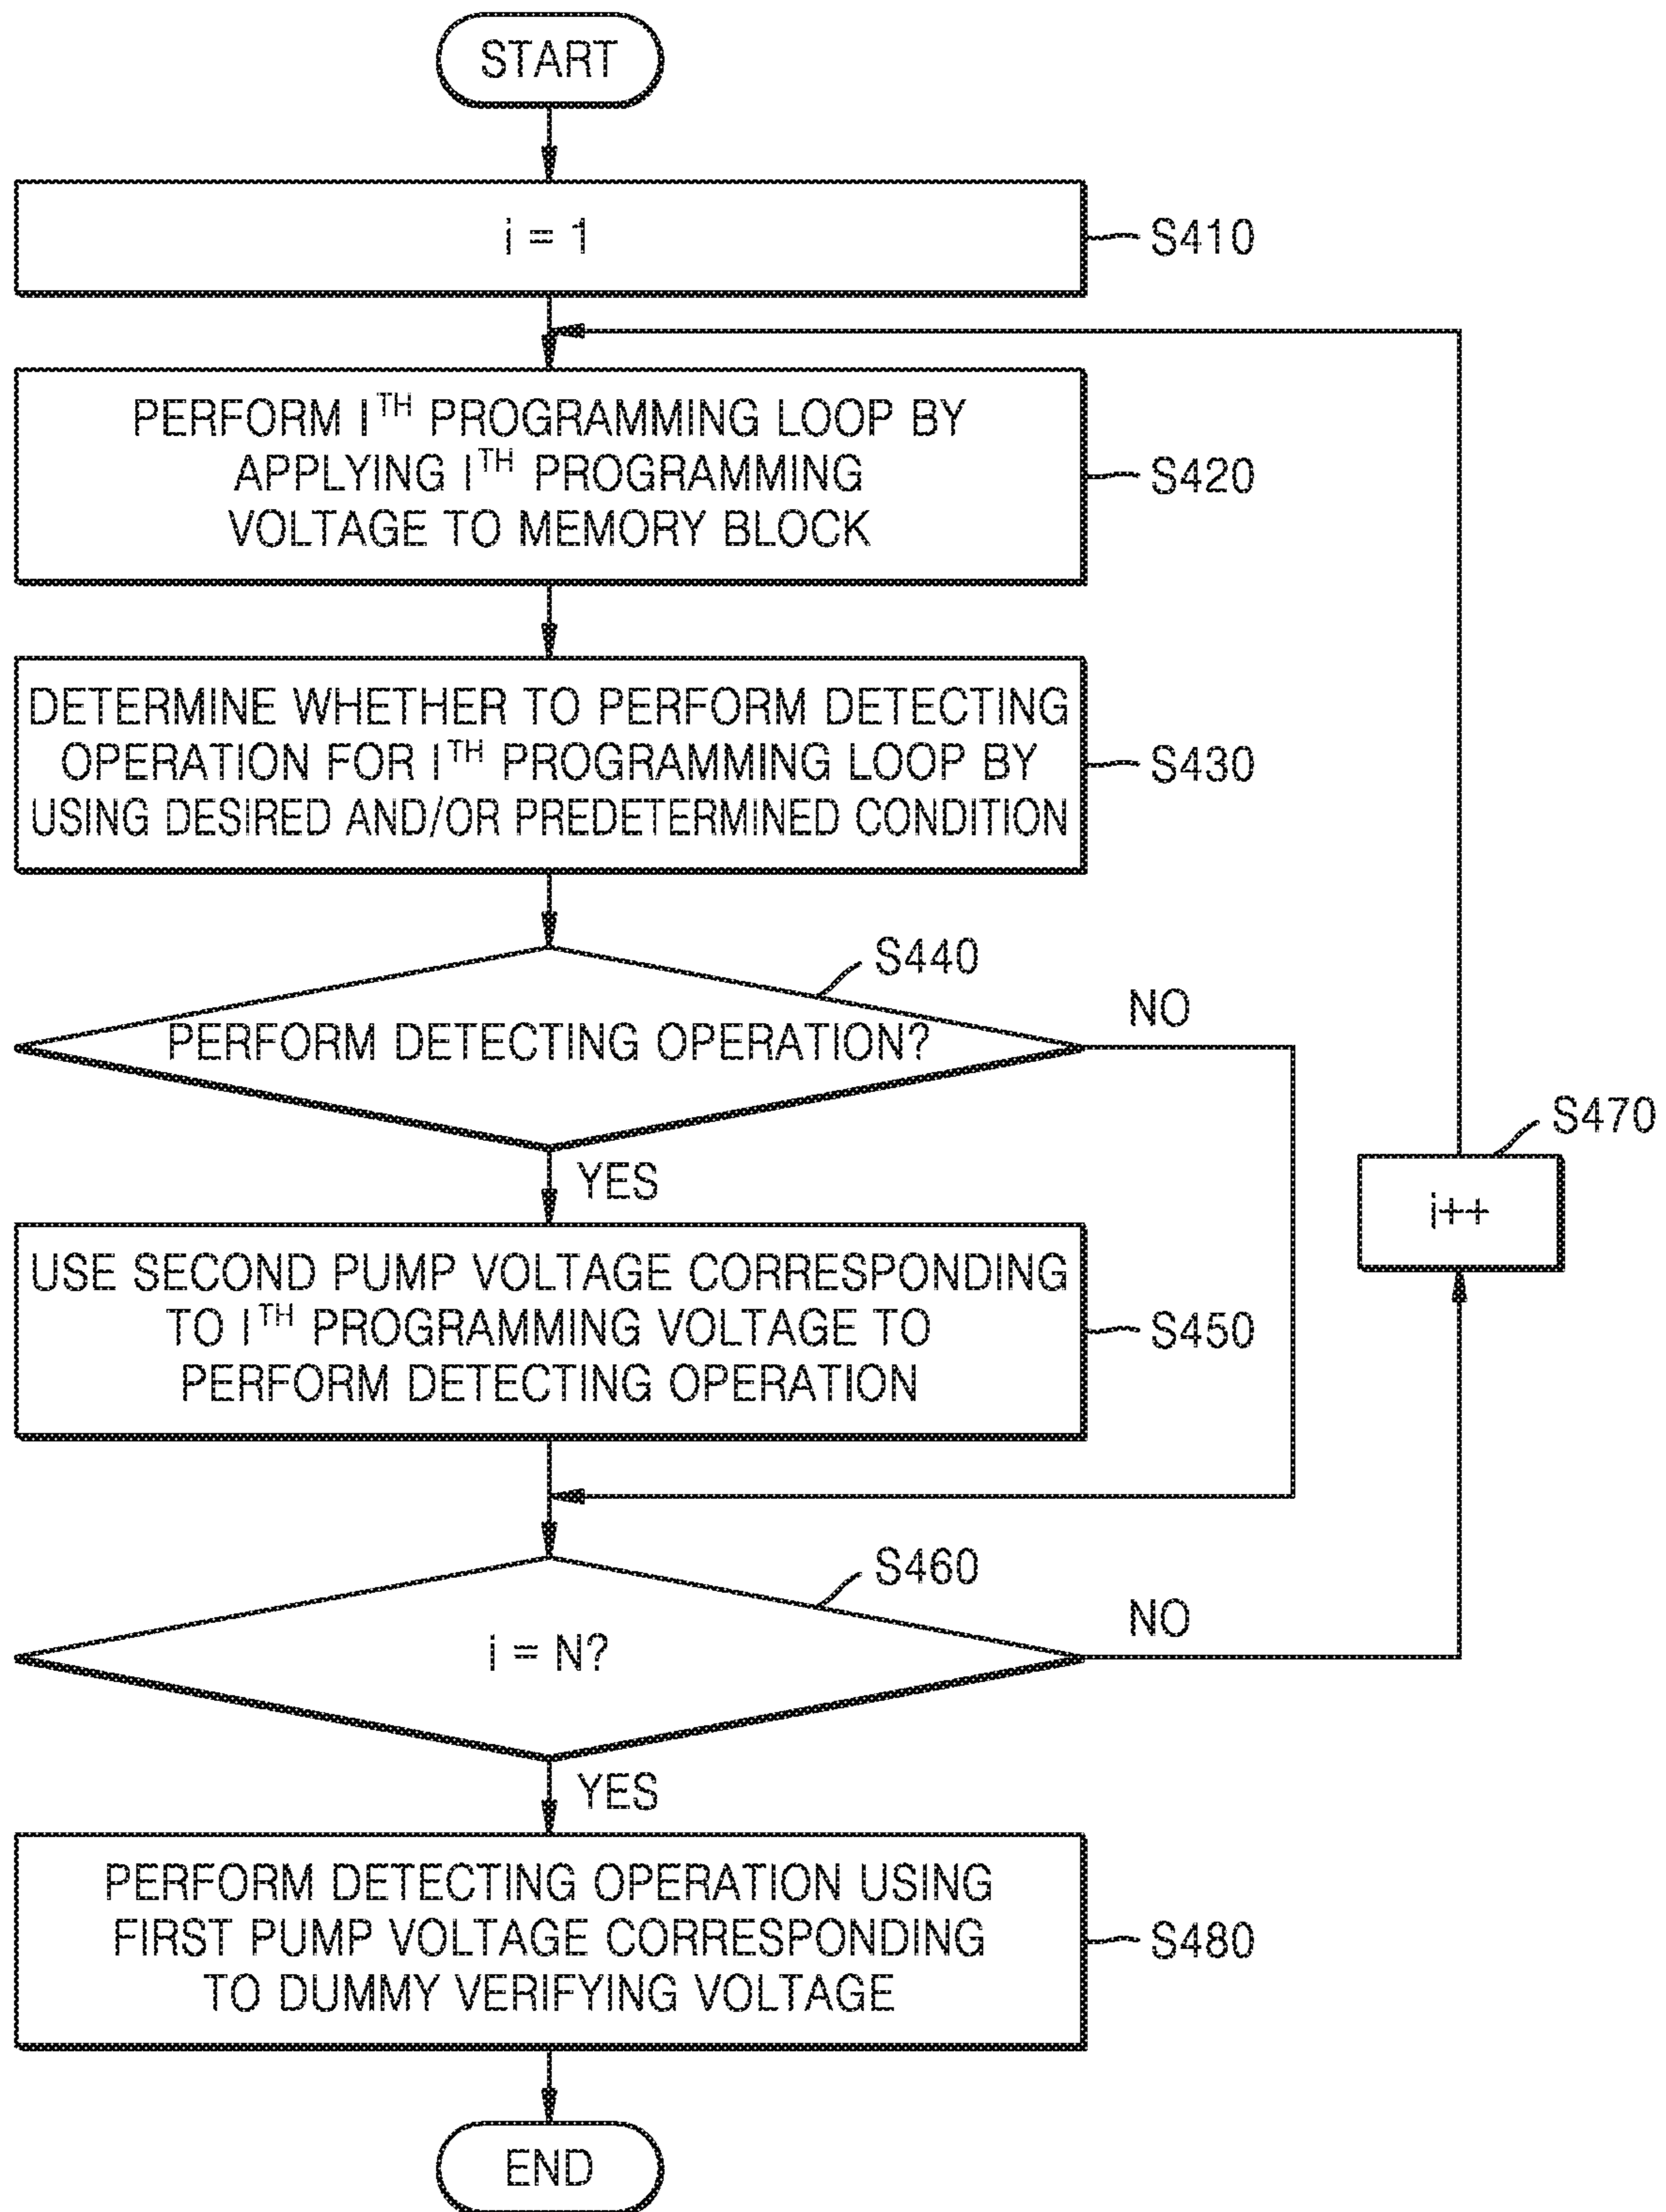 START
i = 1
S410
PERFORM I^TH PROGRAMMING LOOP BY
APPLYING I^TH PROGRAMMING
VOLTAGE TO MEMORY BLOCK
S420
DETERMINE WHETHER TO PERFORM DETECTING
OPERATION FOR I^TH PROGRAMMING LOOP BY
USING DESIRED AND/OR PREDETERMINED CONDITION
S430
S440
PERFORM DETECTING OPERATION?
NO
YES
S470
i++
USE SECOND PUMP VOLTAGE CORRESPONDING
TO I^TH PROGRAMMING VOLTAGE TO
PERFORM DETECTING OPERATION
S450
S460
i = N?
NO
YES
PERFORM DETECTING OPERATION USING
FIRST PUMP VOLTAGE CORRESPONDING
TO DUMMY VERIFYING VOLTAGE
S480
END